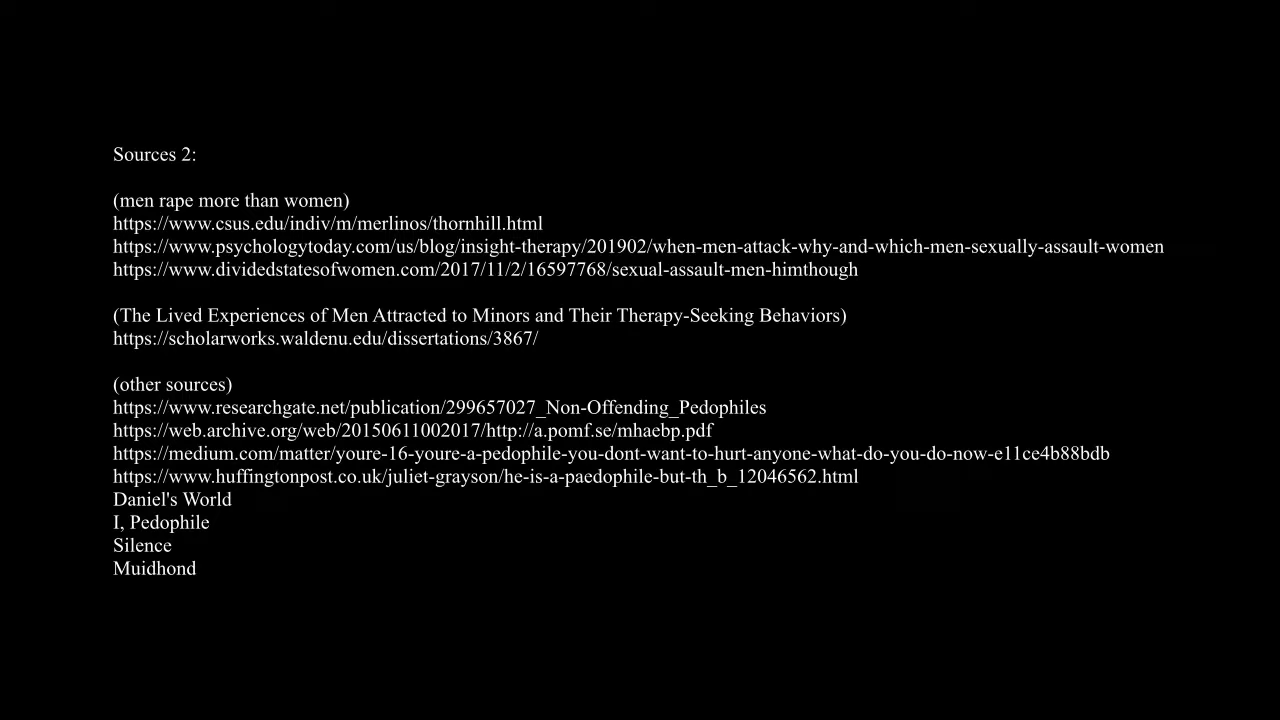 Sources 2:
(men rape more than women)
https://www.csus.edu/indiv/m/merlinos/thornhill.html
https://www.psychologytoday.com/us/blog/insight-therapy/201902/when-men-attack-why-and-which-men-sexually-assault-women
https://www.dividedstatesofwomen.com/2017/11/2/16597768/sexual-assault-men-himthough
(The Lived Experiences of Men Attracted to Minors and Their Therapy-Seeking Behaviors)
https://scholarworks.waldenu.edu/dissertations/3867/
(other sources)
https://www.researchgate.net/publication/299657027_Non-Offending_Pedophiles
https://web.archive.org/web/20150611002017/http://a.pomf.se/mhaebp.pdf
https://medium.com/matter/youre-16-youre-a-pedophile-you-dont-want-to-hurt-anyone-what-do-you-do-now-e11ce4b88bdb
https://www.huffingtonpost.co.uk/juliet-grayson/he-is-a-paedophile-but-th_b_12046562.html
Daniel's World
I, Pedophile
Silence
Muidhond